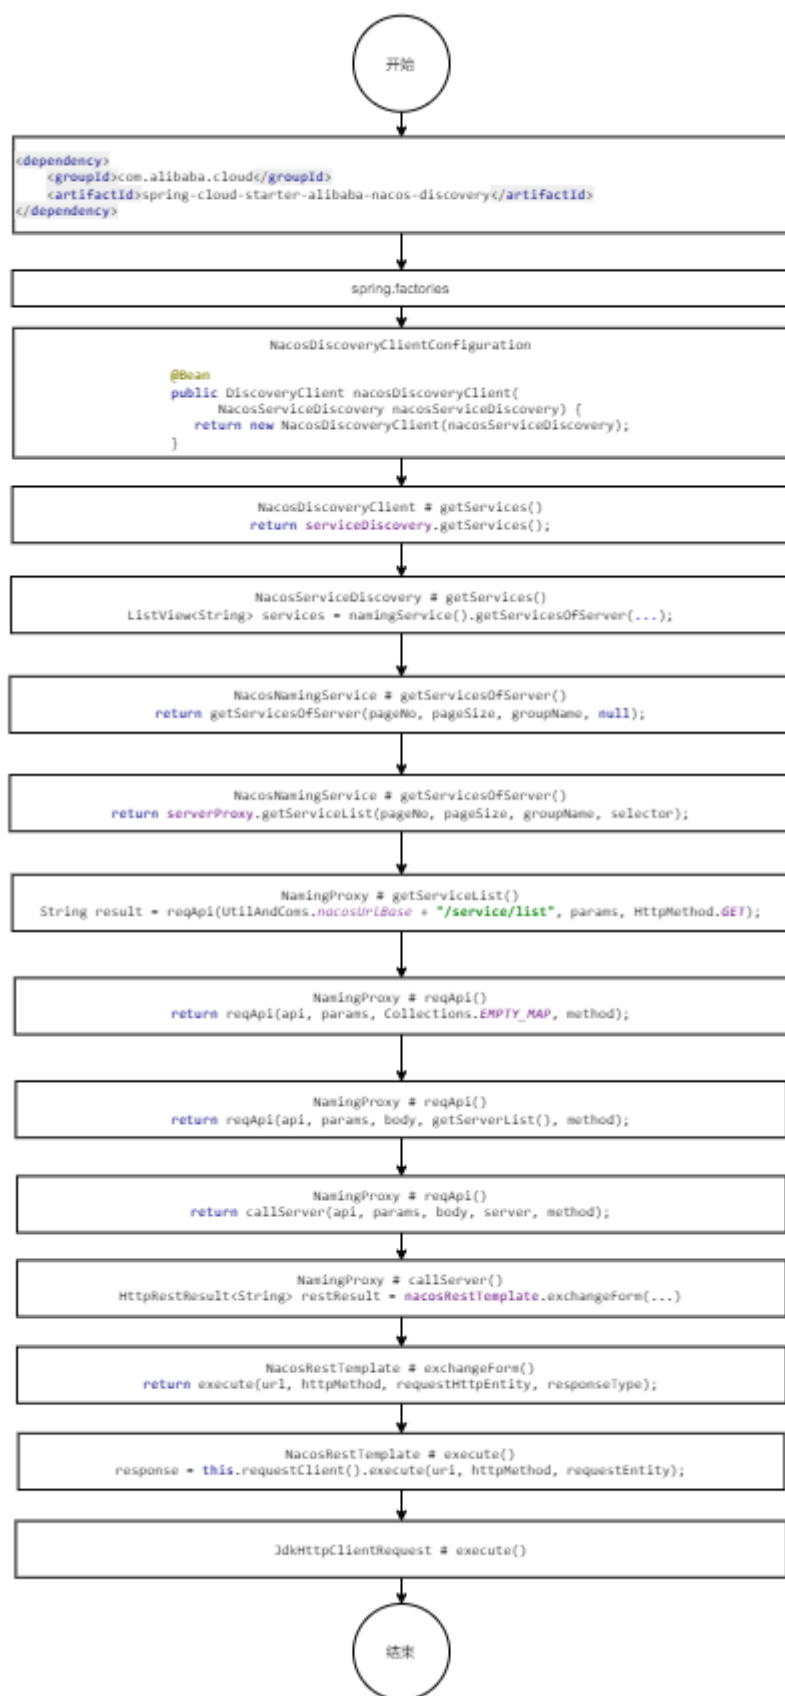 开始
<dependency>
<groupId>com.alibaba.cloud</groupId>
<artifactId>spring-cloud-starter-alibaba-nacos-discovery</artifactId>
</dependency>
spring.factories
NacosDiscoveryClientConfiguration
@Bean
public DiscoveryClient nacosDiscoveryClient(
NacosServiceDiscovery nacosServiceDiscovery) {
return new NacosDiscoveryClient(nacosServiceDiscovery);
}
NacosDiscoveryClient # getServices()
return serviceDiscovery.getServices();
NacosServiceDiscovery # getServices()
ListView<String> services = namingService().getServicesOfServer(...);
NacosNamingService # getServicesOfServer()
return getServicesOfServer(pageNo, pageSize, groupName, null);
NacosNamingService # getServicesOfServer()
return serverProxy.getServiceList(pageNo, pageSize, groupName, selector);
NamingProxy # getServiceList()
String result = reqApi(UtilAndComs.nacosUrlBase + "/service/list", params, HttpMethod.GET);
NamingProxy # reqApi()
return reqApi(api, params, Collections.EMPTY_MAP, method);
NamingProxy # reqApi()
return reqApi(api, params, body, getServerList(), method);
NamingProxy # reqApi()
return callServer(api, params, body, server, method);
NamingProxy # callServer()
HttpRestResult<String> restResult = nacosRestTemplate.exchangeForm(...)
NacosRestTemplate # exchangeForm()
return execute(url, httpMethod, requestHttpEntity, responseType);
NacosRestTemplate # execute()
response = this.requestClient().execute(uri, httpMethod, requestEntity);
JdkHttpClientRequest # execute()
结束